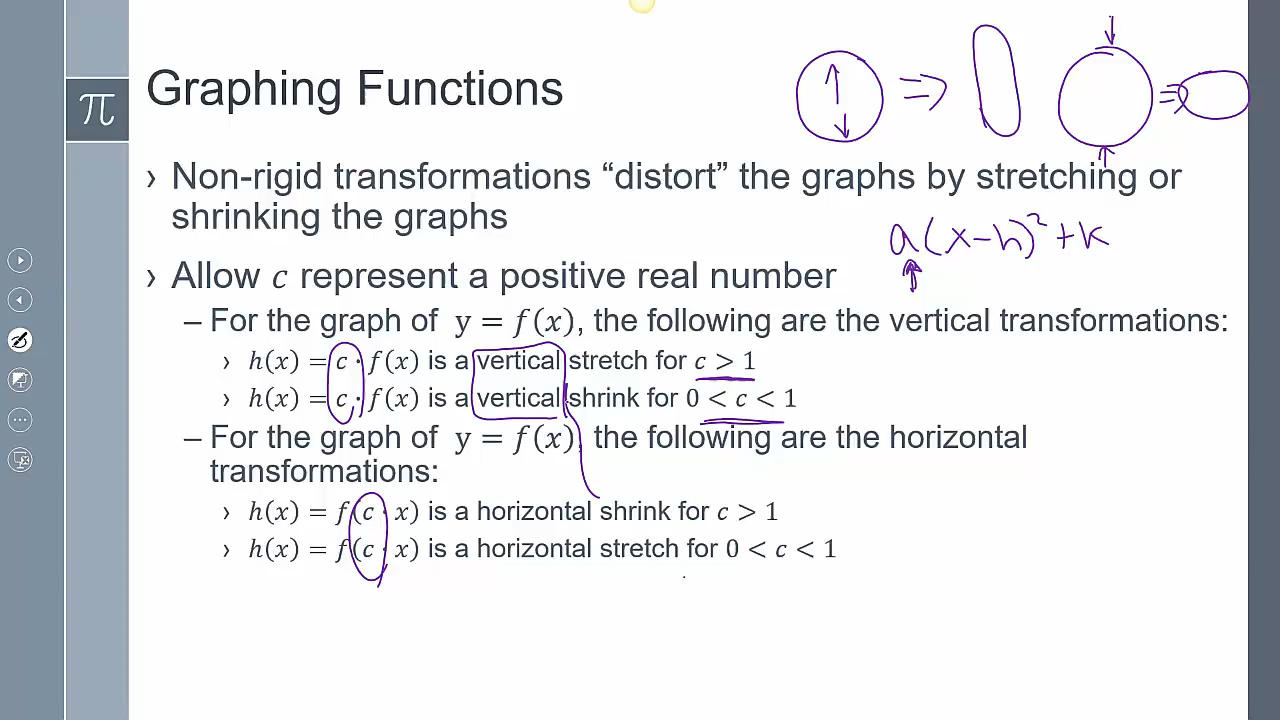 π
Graphing Functions
› Non-rigid transformations “distort” the graphs by stretching or
shrinking the graphs
a(x-h)²+k
› Allow c represent a positive real number
– For the graph of y = f(x), the following are the vertical transformations:
› h(x) = c · f(x) is a vertical stretch for c > 1
› h(x) = c · f(x) is a vertical shrink for 0 < c < 1
– For the graph of y = f(x), the following are the horizontal
transformations:
› h(x) = f(c · x) is a horizontal shrink for c > 1
› h(x) = f(c · x) is a horizontal stretch for 0 < c < 1